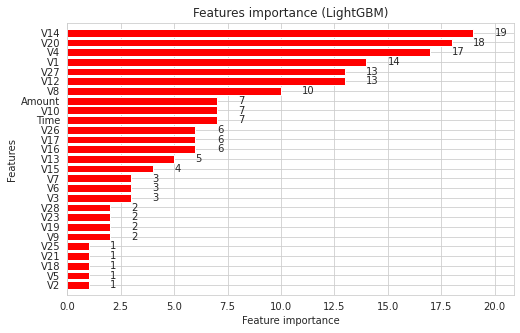 Features importance (LightGBM)
Features
V14 19
V20 18
V4 17
V1 14
V27 13
V12 13
V8 10
Amount 7
V10 7
Time 7
V26 6
V17 6
V16 6
V13 5
V15 4
V7 3
V6 3
V3 3
V28 2
V23 2
V19 2
V9 2
V25 1
V21 1
V18 1
V5 1
V2 1
0.0 2.5 5.0 7.5 10.0 12.5 15.0 17.5 20.0
Feature importance